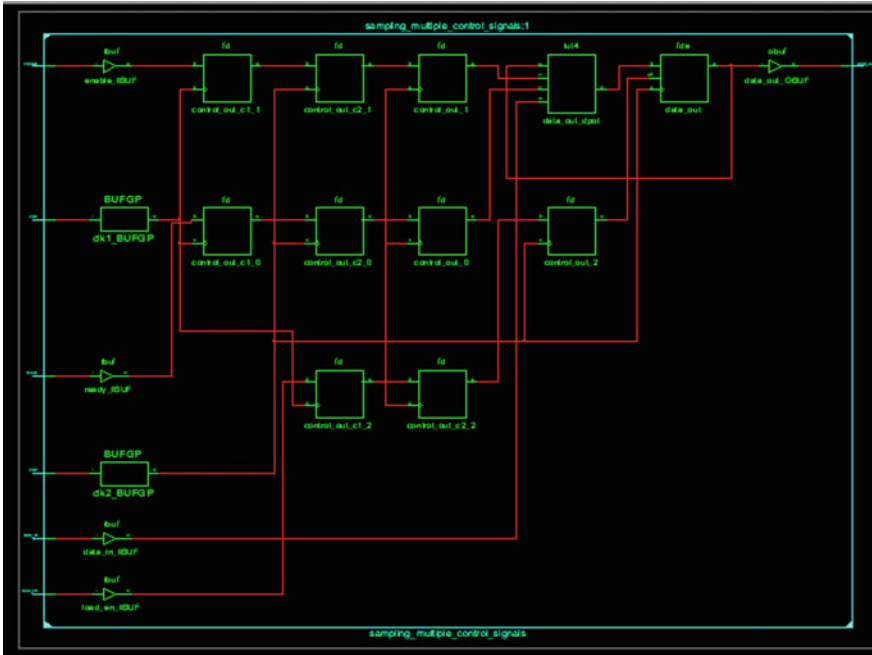 sampling_multiple_control_signals:1
ibuf fd fd fd lut4 fde obuf
enable_IBUF control_out_c1_1 control_out_c2_1 control_out_1 data_out_dpot data_out data_out_OBUF
BUFGP fd fd fd fd
clk1_BUFGP control_out_c1_0 control_out_c2_0 control_out_0 control_out_2
ibuf fd fd
ready_IBUF control_out_c1_2 control_out_c2_2
BUFGP
clk2_BUFGP
ibuf
data_in_IBUF
ibuf
load_en_IBUF
sampling_multiple_control_signals